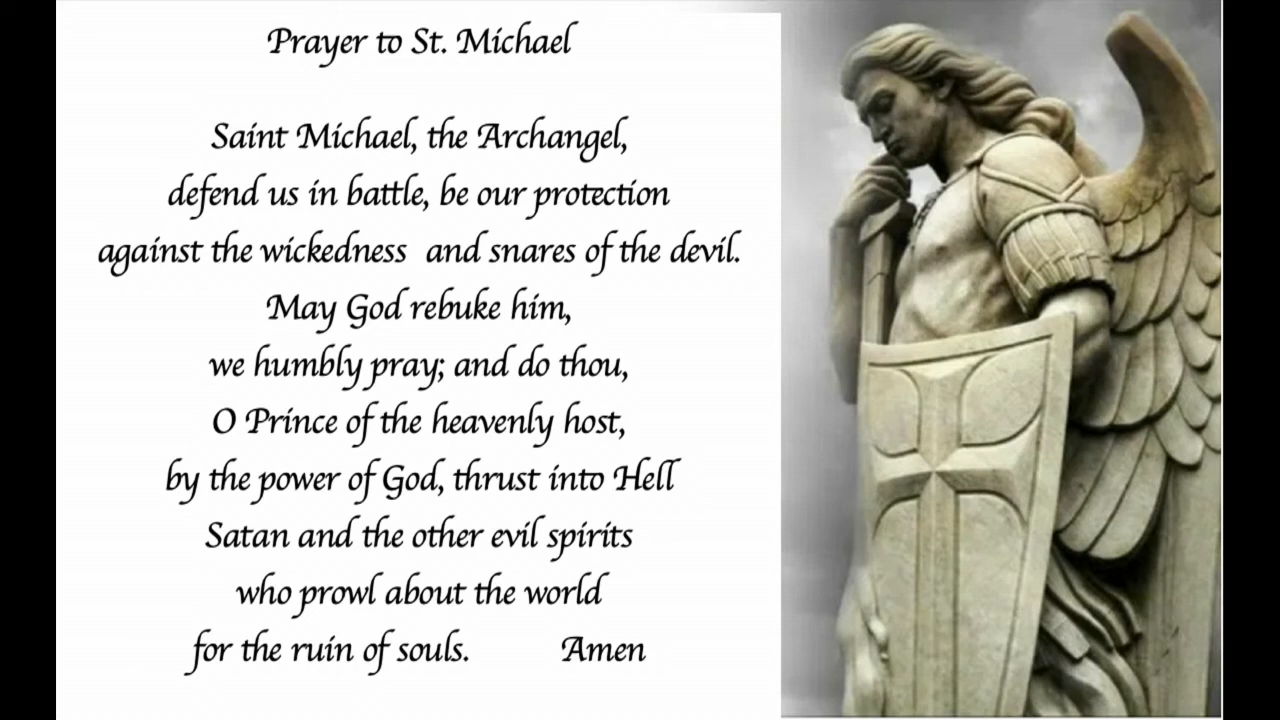 Prayer to St. Michael
Saint Michael, the Archangel,
defend us in battle, be our protection
against the wickedness and snares of the devil.
May God rebuke him,
we humbly pray; and do thou,
O Prince of the heavenly host,
by the power of God, thrust into Hell
Satan and the other evil spirits
who prowl about the world
for the ruin of souls. Amen